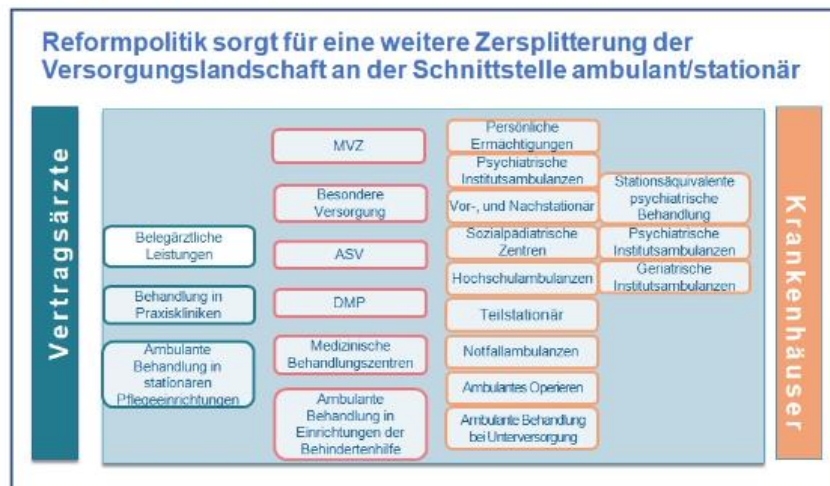 Reformpolitik sorgt für eine weitere Zersplitterung der
Versorgungslandschaft an der Schnittstelle ambulant/stationär
Vertragsärzte
Belegärztliche
Leistungen
Behandlung in
Praxiskliniken
Ambulante
Behandlung in
stationären
Pflegeeinrichtungen
MVZ
Besondere
Versorgung
ASV
DMP
Medizinische
Behandlungszentren
Ambulante
Behandlung in
Einrichtungen der
Behindertenhilfe
Persönliche
Ermächtigungen
Psychiatrische
Institutsambulanzen
Vor-, und Nachstationär
Sozialpädiatrische
Zentren
Hochschulambulanzen
Teilstationär
Notfallambulanzen
Ambulantes Operieren
Ambulante Behandlung
bei Unterversorgung
Stationsäquivalente
psychiatrische
Behandlung
Psychiatrische
Institutsambulanzen
Geriatrische
Institutsambulanzen
Krankenhäuser